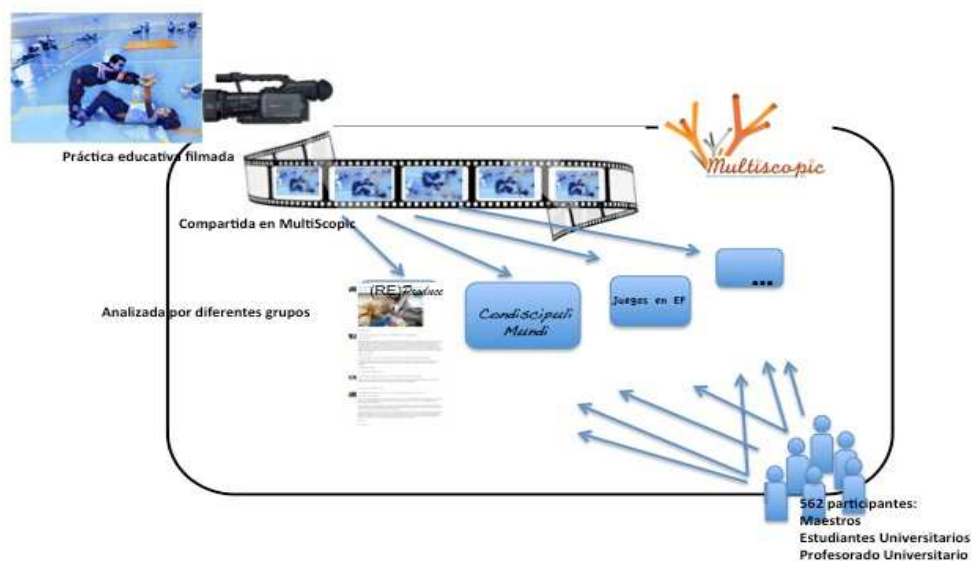 Práctica educativa filmada
Multiscopic
Compartida en MultiScopic
Analizada por diferentes grupos
(RE)Produce
Condiscipuli
Mundi
Juegos en EF
...
562 participantes:
Maestros
Estudiantes Universitarios
Profesorado Universitario